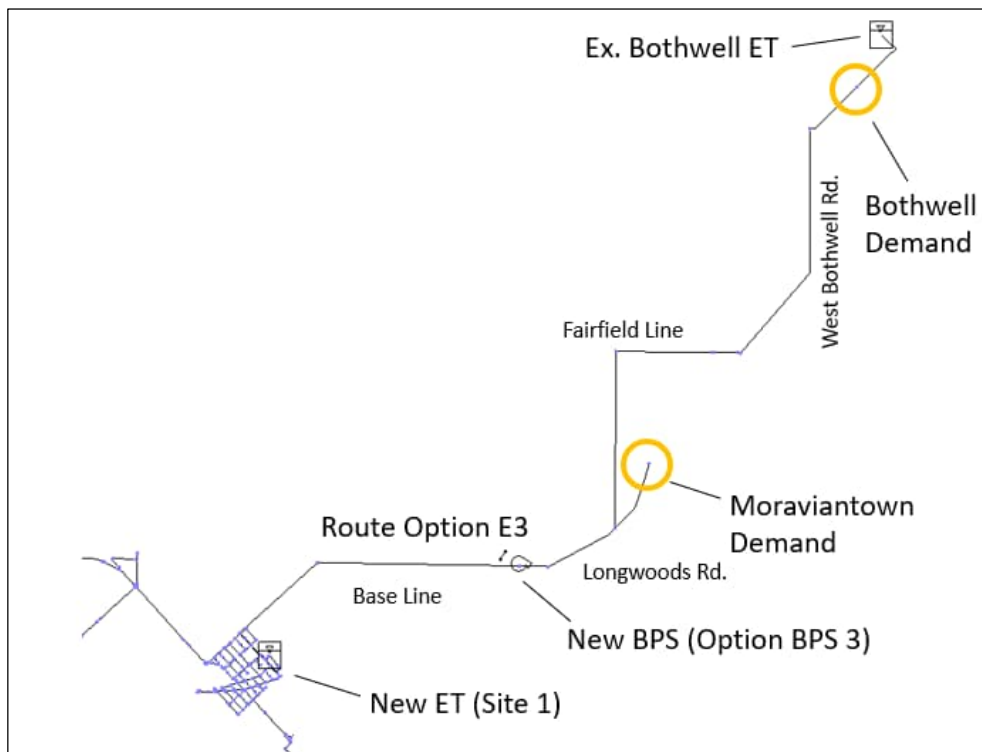 Ex. Bothwell ET
Bothwell
Demand
West Bothwell Rd.
Fairfield Line
Moraviantown
Demand
Route Option E3
Longwoods Rd.
Base Line
New BPS (Option BPS 3)
New ET (Site 1)